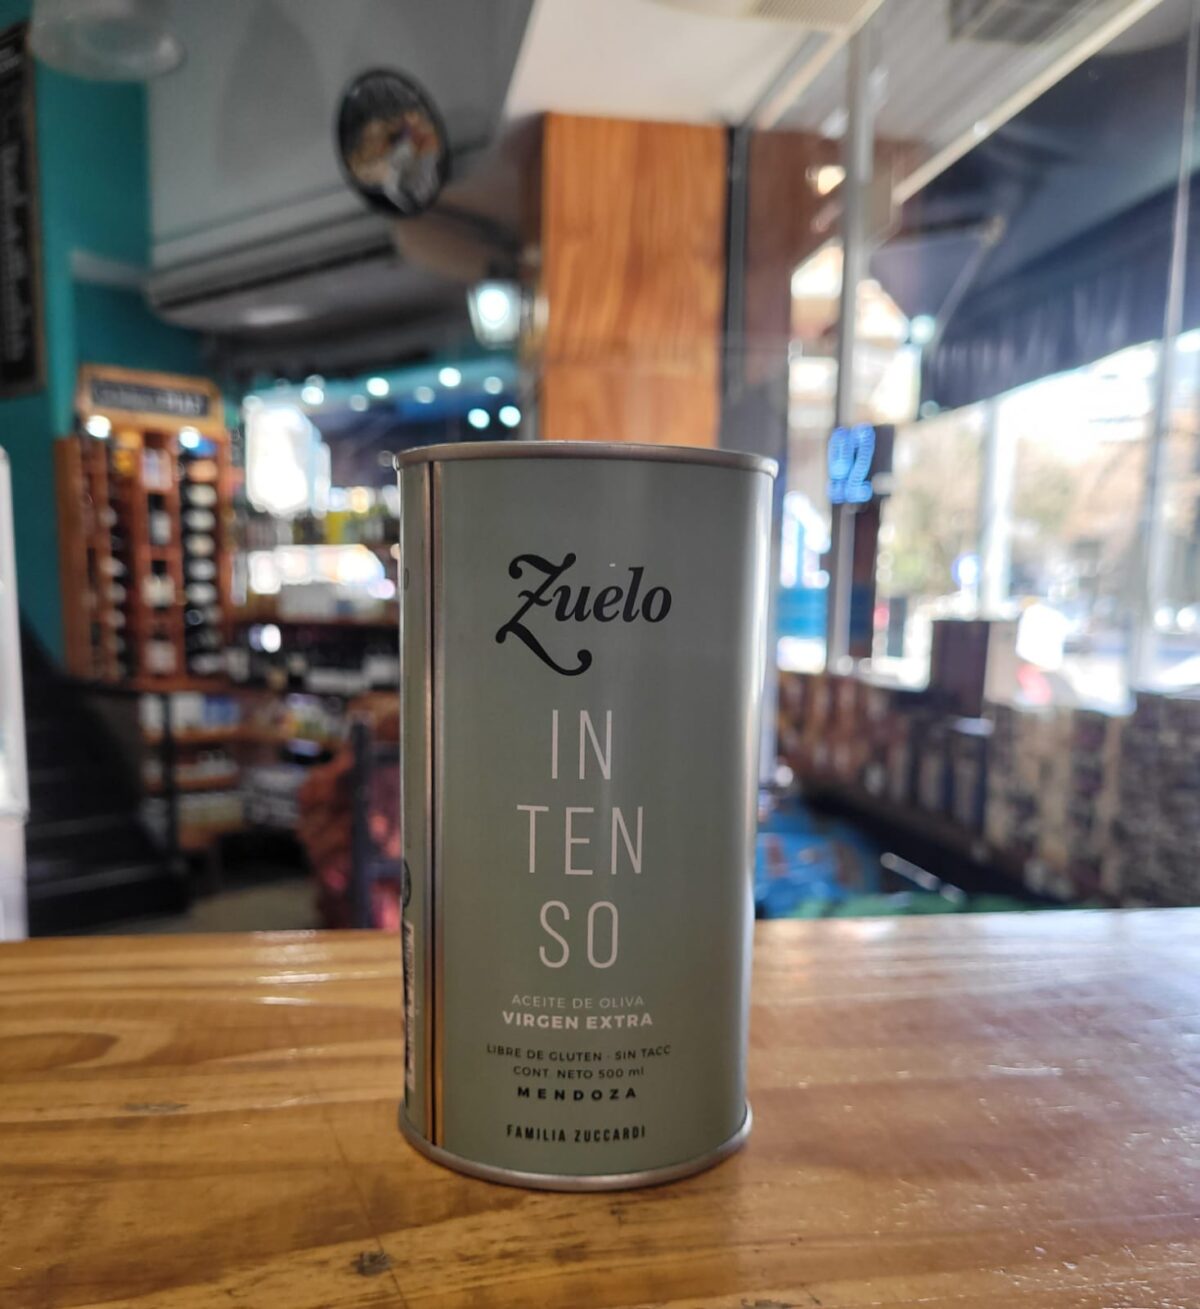 Zuelo
IN
TEN
SO
ACEITE DE OLIVA
VIRGEN EXTRA
LIBRE DE GLUTEN - SIN TACC
CONT. NETO 500 ml
MENDOZA
FAMILIA ZUCCARDI
92